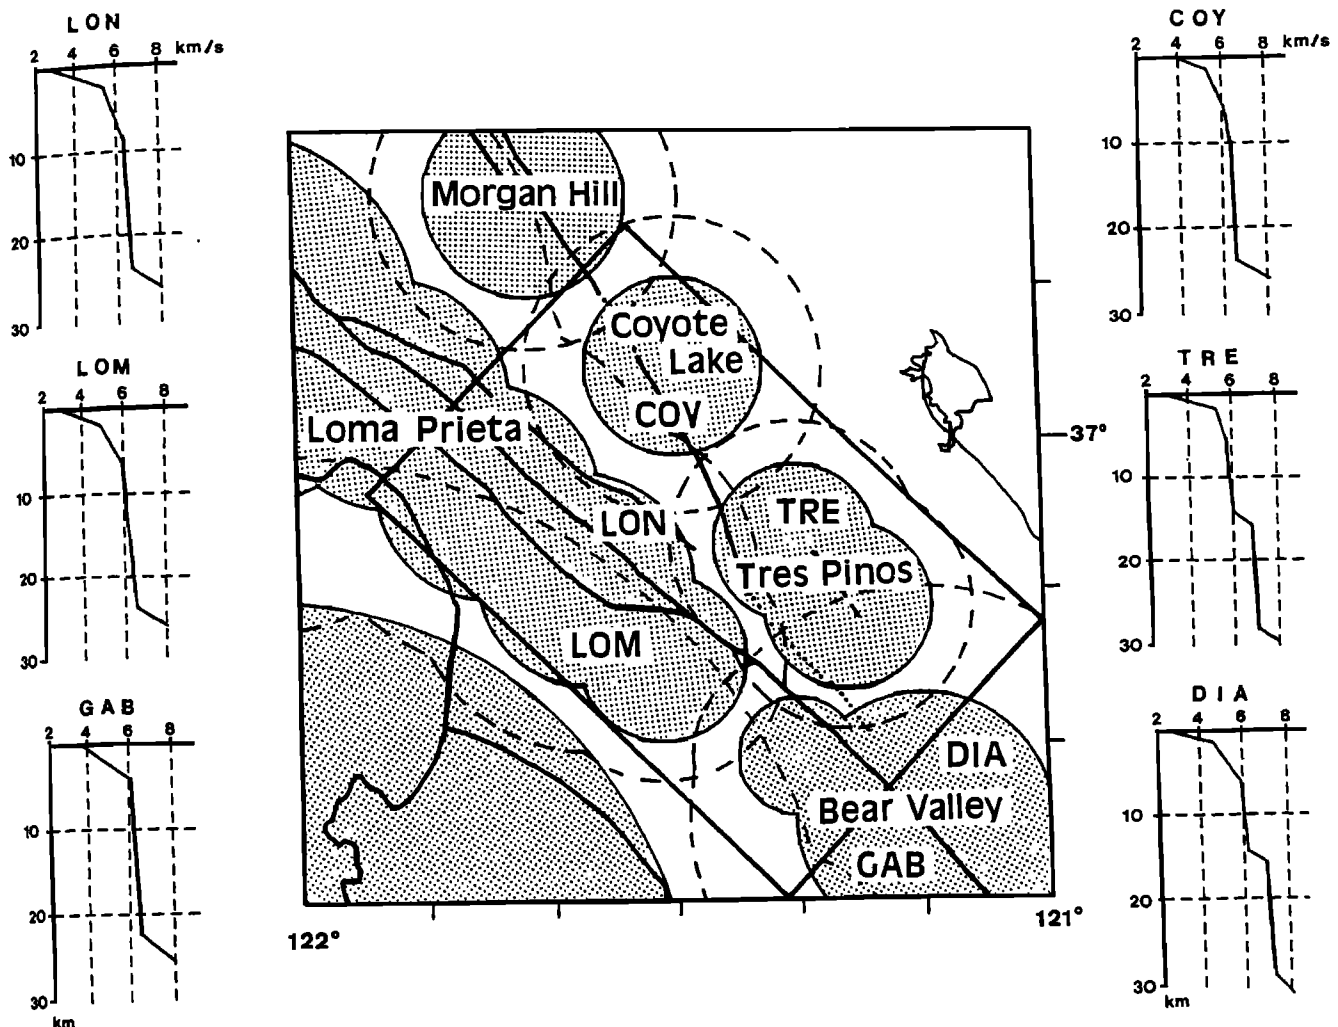 LON
2 4 6 8 km/s
10
20
30
LOM
2 4 6 8
10
20
30
GAB
2 4 6 8
10
20
30
km
Morgan Hill
Coyote
Lake
COY
Loma Prieta
LON
TRE
Tres Pinos
LOM
DIA
Bear Valley
GAB
37°
122°
121°
COY
2 4 6 8 km/s
10
20
30
TRE
2 4 6 8
10
20
30
DIA
2 4 6 8
10
20
30
km